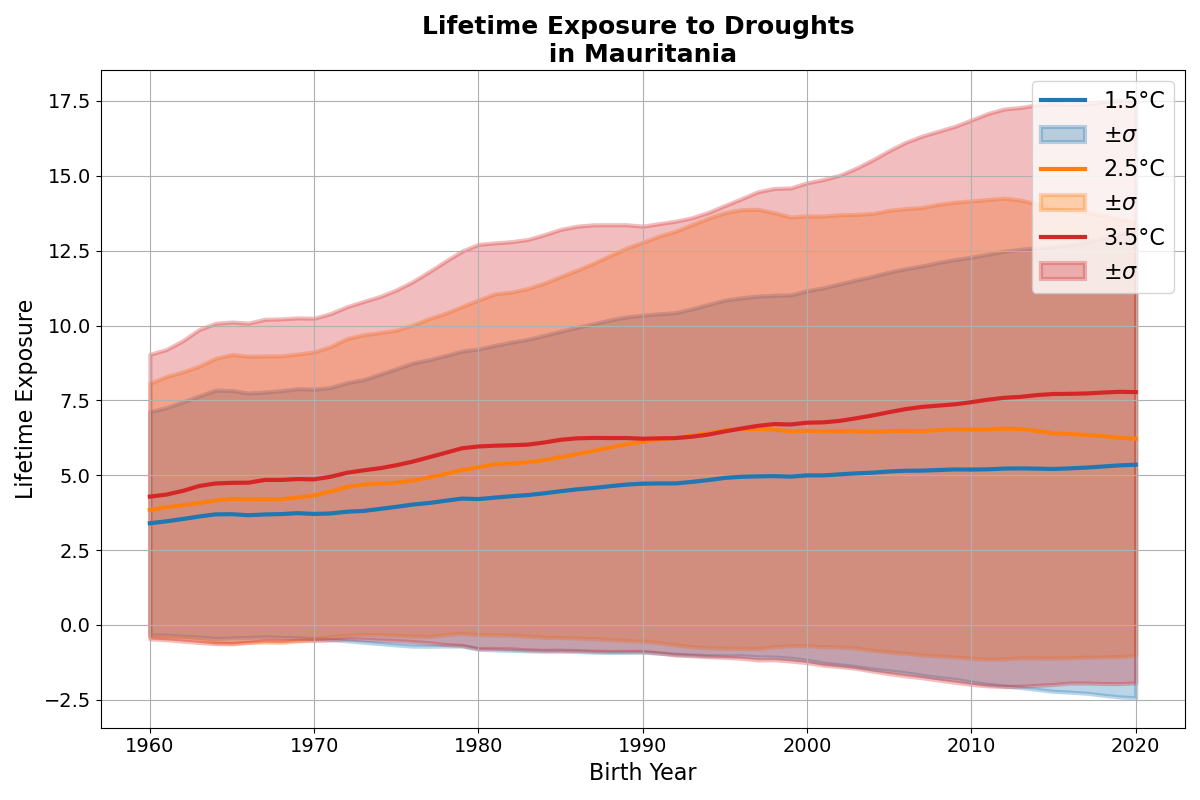 Lifetime Exposure to Droughts
in Mauritania
17.5
15.0
12.5
10.0
7.5
5.0
2.5
0.0
−2.5
Lifetime Exposure
1.5°C
±σ
2.5°C
±σ
3.5°C
±σ
1960
1970
1980
1990
2000
2010
2020
Birth Year